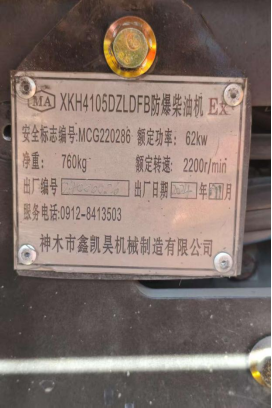 MA XKH4105DZLDFB防爆柴油机 EX
安全标志编号:MCG220286 额定功率: 62kw
净重: 760kg 额定转速: 2200r/min
出厂编号 出厂日期 年 月
服务电话:0912-8413503
神木市鑫凯昊机械制造有限公司